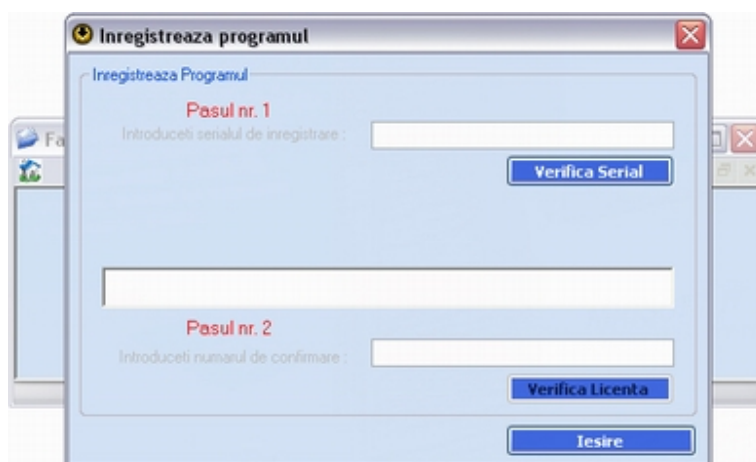 Inregistreaza programul
Inregistreaza Programul
Pasul nr. 1
Introduceti serialul de inregistrare :
Fa
Verifica Serial
Pasul nr. 2
Introduceti numarul de confirmare :
Verifica Licenta
Iesire